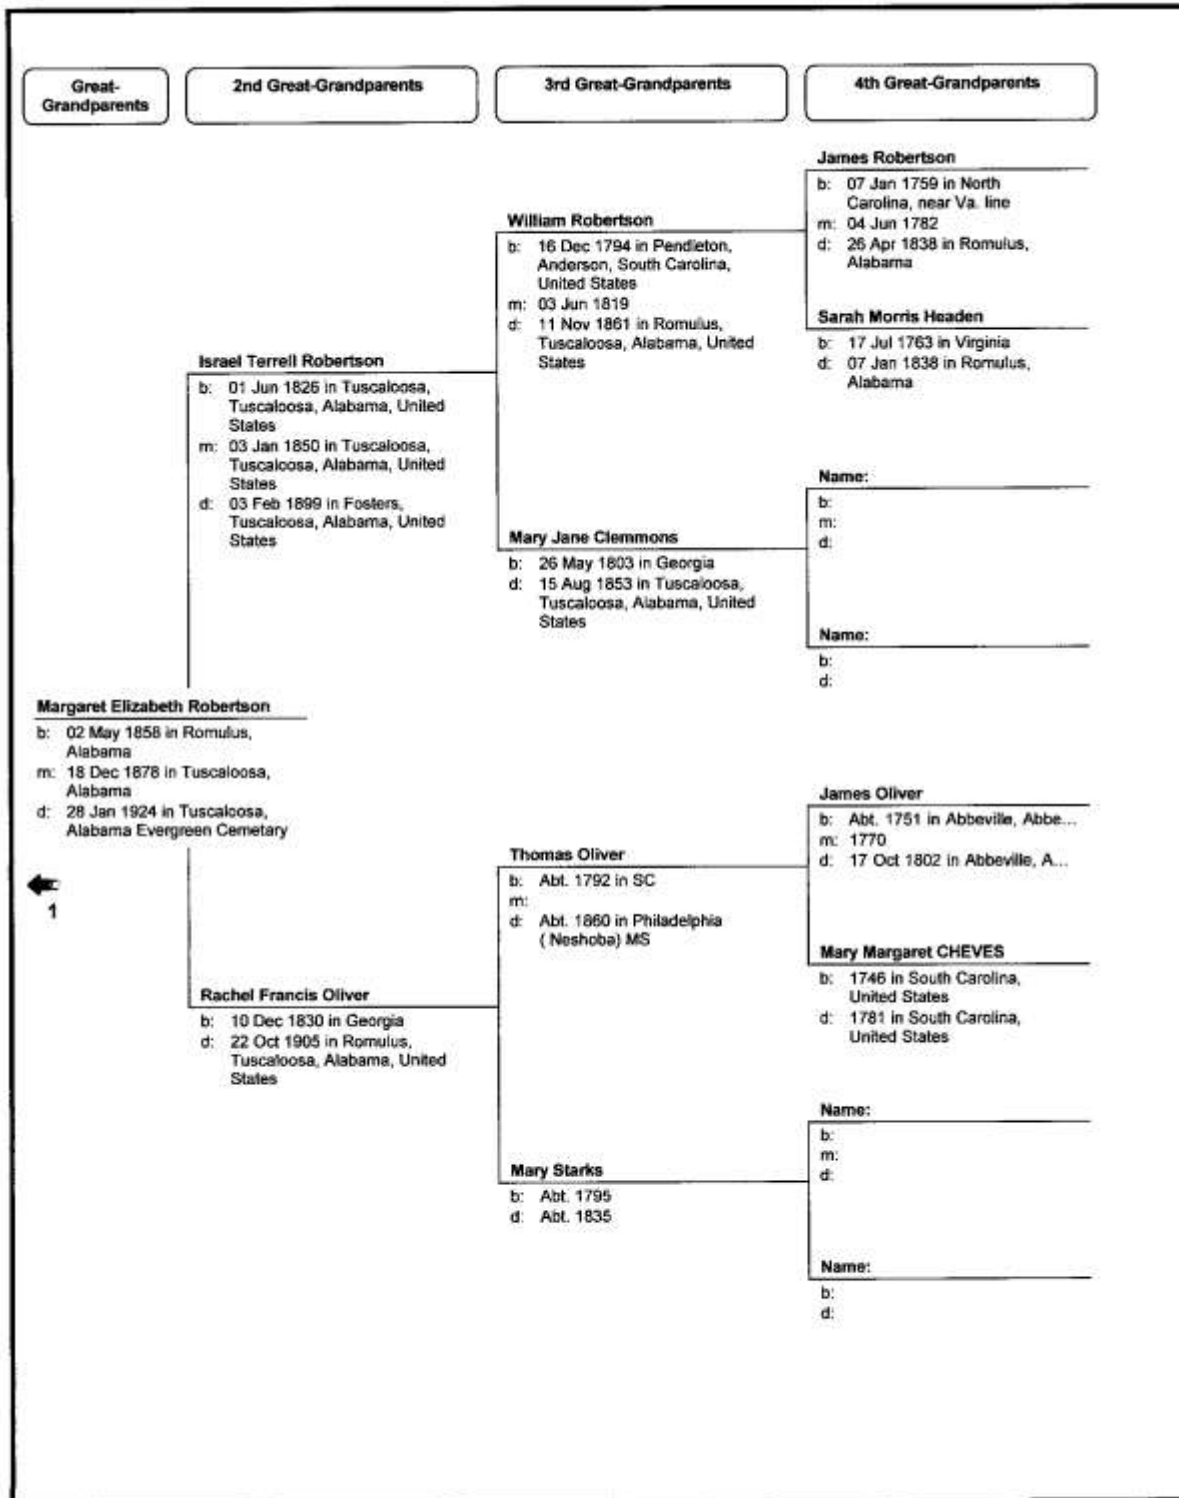 Great-
Grandparents
2nd Great-Grandparents
3rd Great-Grandparents
4th Great-Grandparents
James Robertson
b: 07 Jan 1759 in North
Carolina, near Va. line
m: 04 Jun 1782
d: 26 Apr 1838 in Romulus,
Alabama
William Robertson
b: 16 Dec 1794 in Pendleton,
Anderson, South Carolina,
United States
m: 03 Jun 1819
d: 11 Nov 1861 in Romulus,
Tuscaloosa, Alabama, United
States
Sarah Morris Headen
b: 17 Jul 1763 in Virginia
d: 07 Jan 1838 in Romulus,
Alabama
Israel Terrell Robertson
b: 01 Jun 1826 in Tuscaloosa,
Tuscaloosa, Alabama, United
States
m: 03 Jan 1850 in Tuscaloosa,
Tuscaloosa, Alabama, United
States
d: 03 Feb 1899 in Fosters,
Tuscaloosa, Alabama, United
States
Name:
b:
m:
d:
Mary Jane Clemmons
b: 26 May 1803 in Georgia
d: 15 Aug 1853 in Tuscaloosa,
Tuscaloosa, Alabama, United
States
Name:
b:
d:
Margaret Elizabeth Robertson
b: 02 May 1858 in Romulus,
Alabama
m: 18 Dec 1878 in Tuscaloosa,
Alabama
d: 28 Jan 1924 in Tuscaloosa,
Alabama Evergreen Cemetary
1
James Oliver
b: Abt. 1751 in Abbeville, Abbe...
m: 1770
d: 17 Oct 1802 in Abbeville, A...
Thomas Oliver
b: Abt. 1792 in SC
m:
d: Abt. 1860 in Philadelphia
( Neshoba) MS
Mary Margaret CHEVES
b: 1746 in South Carolina,
United States
d: 1781 in South Carolina,
United States
Rachel Francis Oliver
b: 10 Dec 1830 in Georgia
d: 22 Oct 1905 in Romulus,
Tuscaloosa, Alabama, United
States
Name:
b:
m:
d:
Mary Starks
b: Abt. 1795
d: Abt. 1835
Name:
b:
d: